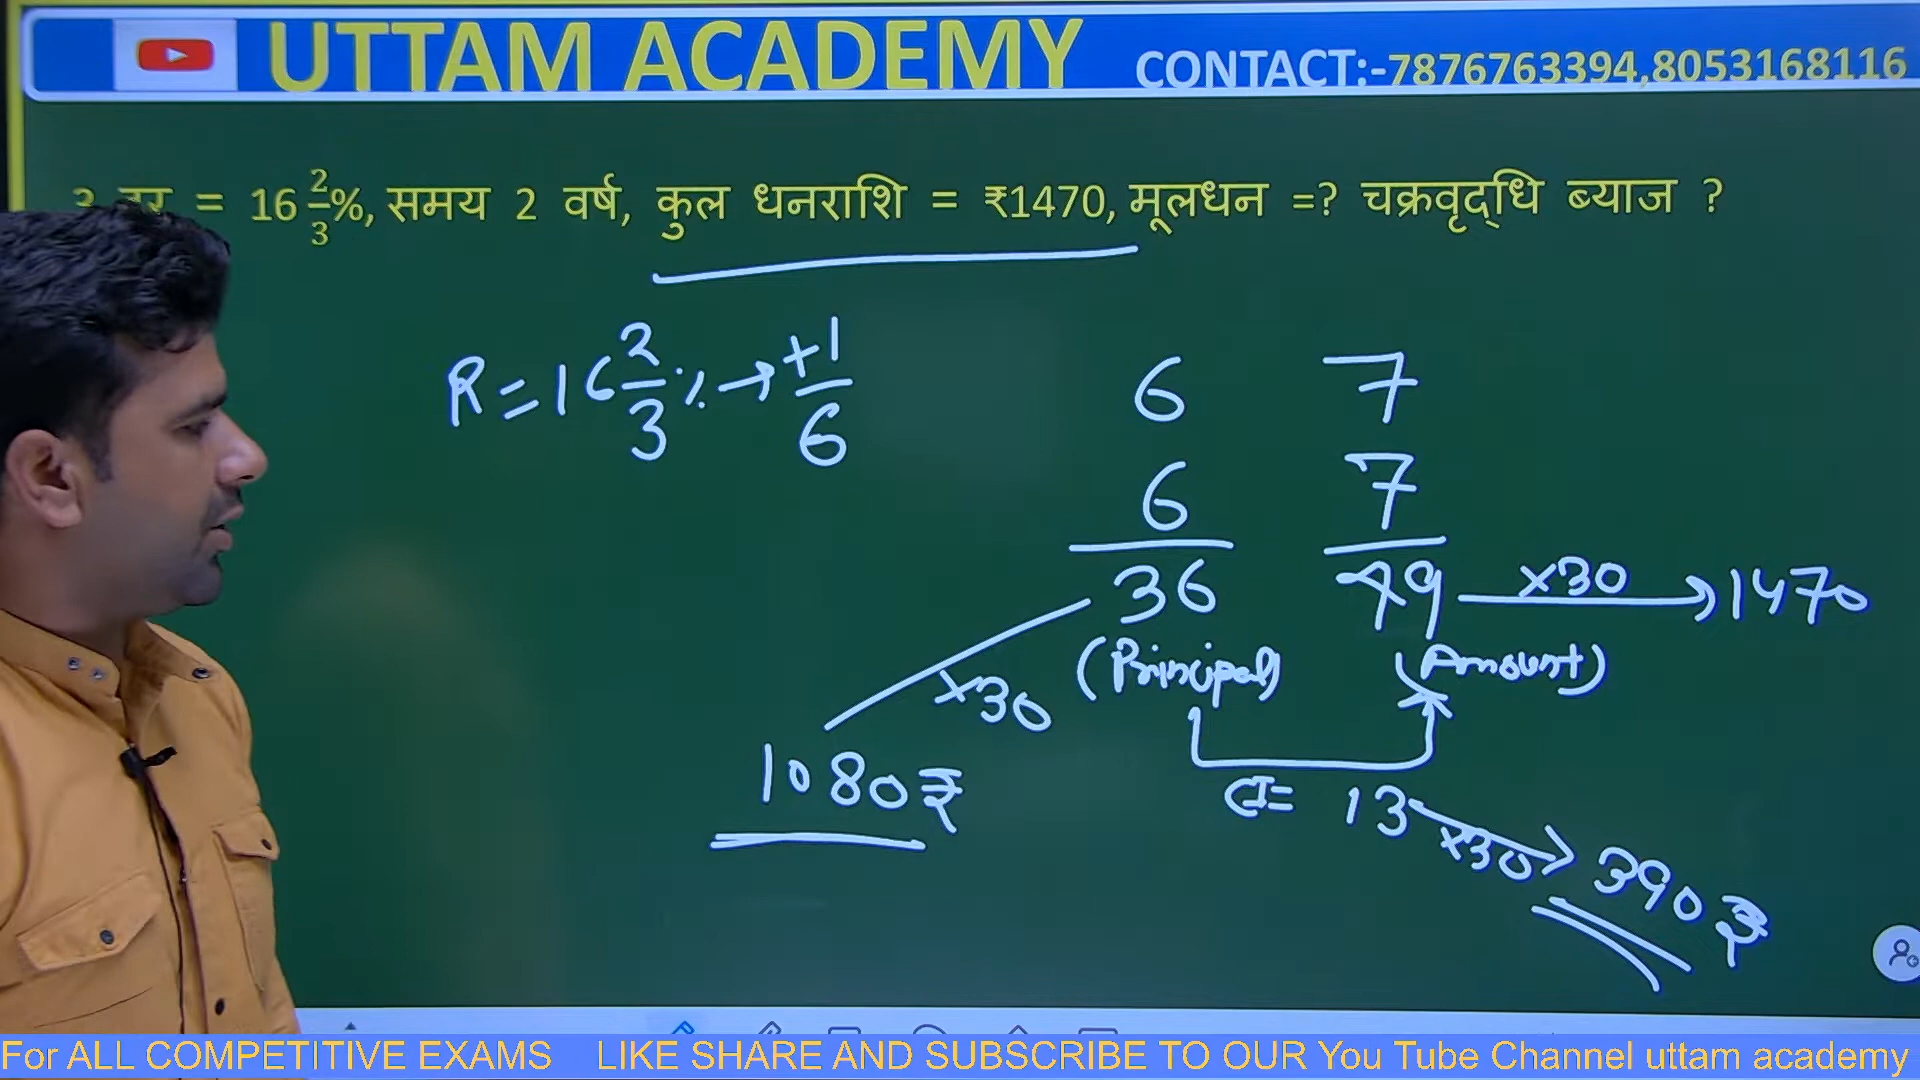 UTTAM ACADEMY
CONTACT:-7876763394,8053168116
3 दर = 16 2/3%, समय 2 वर्ष, कुल धनराशि = ₹1470, मूलधन =? चक्रवृद्धि ब्याज ?
R = 16 2/3 % → +1/6
6 7
6 7
36 49 ×30 → 1470
(Principal) (Amount)
×30
1080₹
CI = 13 ×30 → 390₹
For ALL COMPETITIVE EXAMS LIKE SHARE AND SUBSCRIBE TO OUR You Tube Channel uttam academy